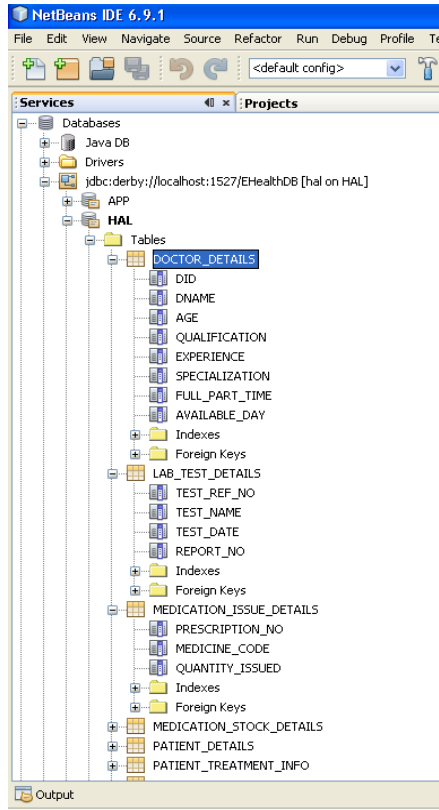 NetBeans IDE 6.9.1
File Edit View Navigate Source Refactor Run Debug Profile
<default config>
Services Projects
Databases
Java DB
Drivers
jdbc:derby://localhost:1527/EHealthDB [hal on HAL]
APP
HAL
Tables
DOCTOR_DETAILS
DID
DNAME
AGE
QUALIFICATION
EXPERIENCE
SPECIALIZATION
FULL_PART_TIME
AVAILABLE_DAY
Indexes
Foreign Keys
LAB_TEST_DETAILS
TEST_REF_NO
TEST_NAME
TEST_DATE
REPORT_NO
Indexes
Foreign Keys
MEDICATION_ISSUE_DETAILS
PRESCRIPTION_NO
MEDICINE_CODE
QUANTITY_ISSUED
Indexes
Foreign Keys
MEDICATION_STOCK_DETAILS
PATIENT_DETAILS
PATIENT_TREATMENT_INFO
Output